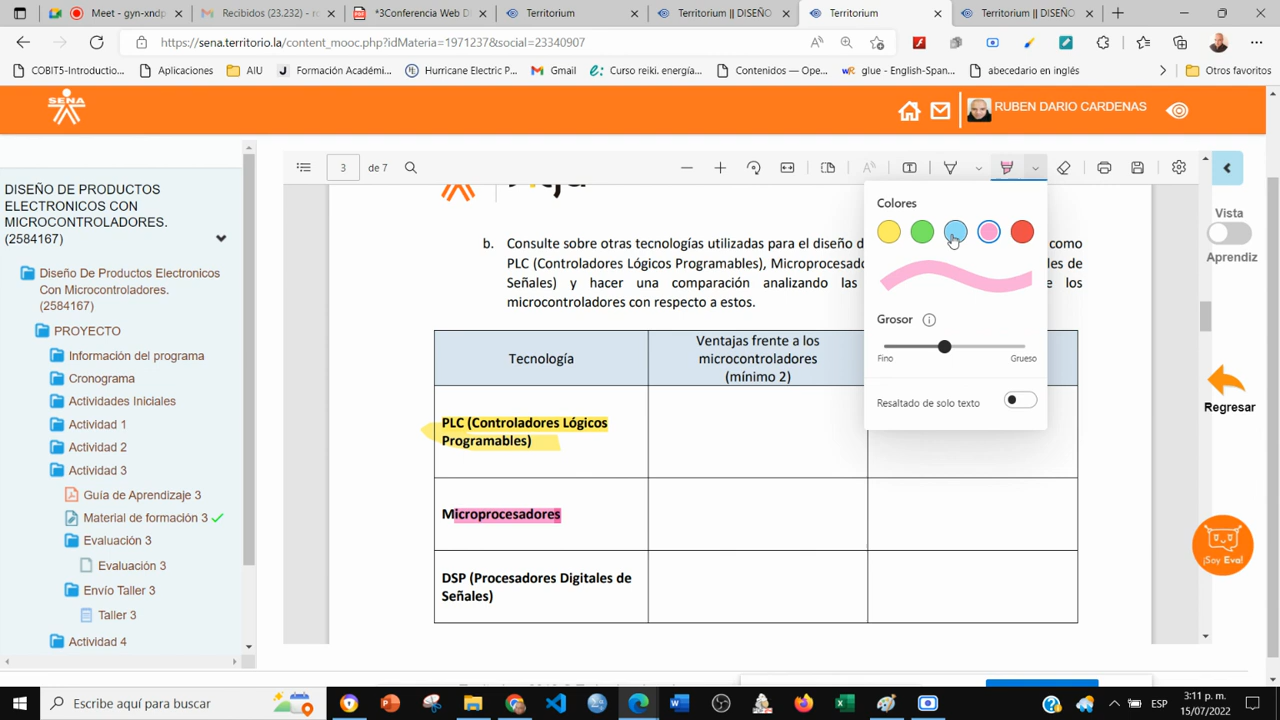 Meet - gyn-xndp
Recibidos (23.232) - r
*3Conferencia Web D
Territorium
Territorium || DISEÑO
Territorium
Territorium || DISEÑO
https://sena.territorio.la/content_mooc.php?idMateria=1971237&social=23340907
COBIT5-Introductio...
Aplicaciones
AIU
Formación Académi...
Hurricane Electric P...
Gmail
Curso reiki. energía...
Contenidos — Ope...
glue - English-Span...
abecedario en inglés
Otros favoritos
SENA
RUBEN DARIO CARDENAS
DISEÑO DE PRODUCTOS
ELECTRONICOS CON
MICROCONTROLADORES.
(2584167)
Diseño De Productos Electronicos
Con Microcontroladores.
(2584167)
PROYECTO
Información del programa
Cronograma
Actividades Iniciales
Actividad 1
Actividad 2
Actividad 3
Guía de Aprendizaje 3
Material de formación 3
Evaluación 3
Evaluación 3
Envío Taller 3
Taller 3
Actividad 4
3
de 7
b. Consulte sobre otras tecnologías utilizadas para el diseño d
como
PLC (Controladores Lógicos Programables), Microprocesad
es de
Señales) y hacer una comparación analizando las
e los
microcontroladores con respecto a estos.
Tecnología
Ventajas frente a los
microcontroladores
(mínimo 2)
PLC (Controladores Lógicos
Programables)
Microprocesadores
DSP (Procesadores Digitales de
Señales)
Colores
Grosor
Fino
Grueso
Resaltado de solo texto
Vista
Aprendiz
Regresar
¡Soy Eva!
Escribe aquí para buscar
ESP
3:11 p. m.
15/07/2022